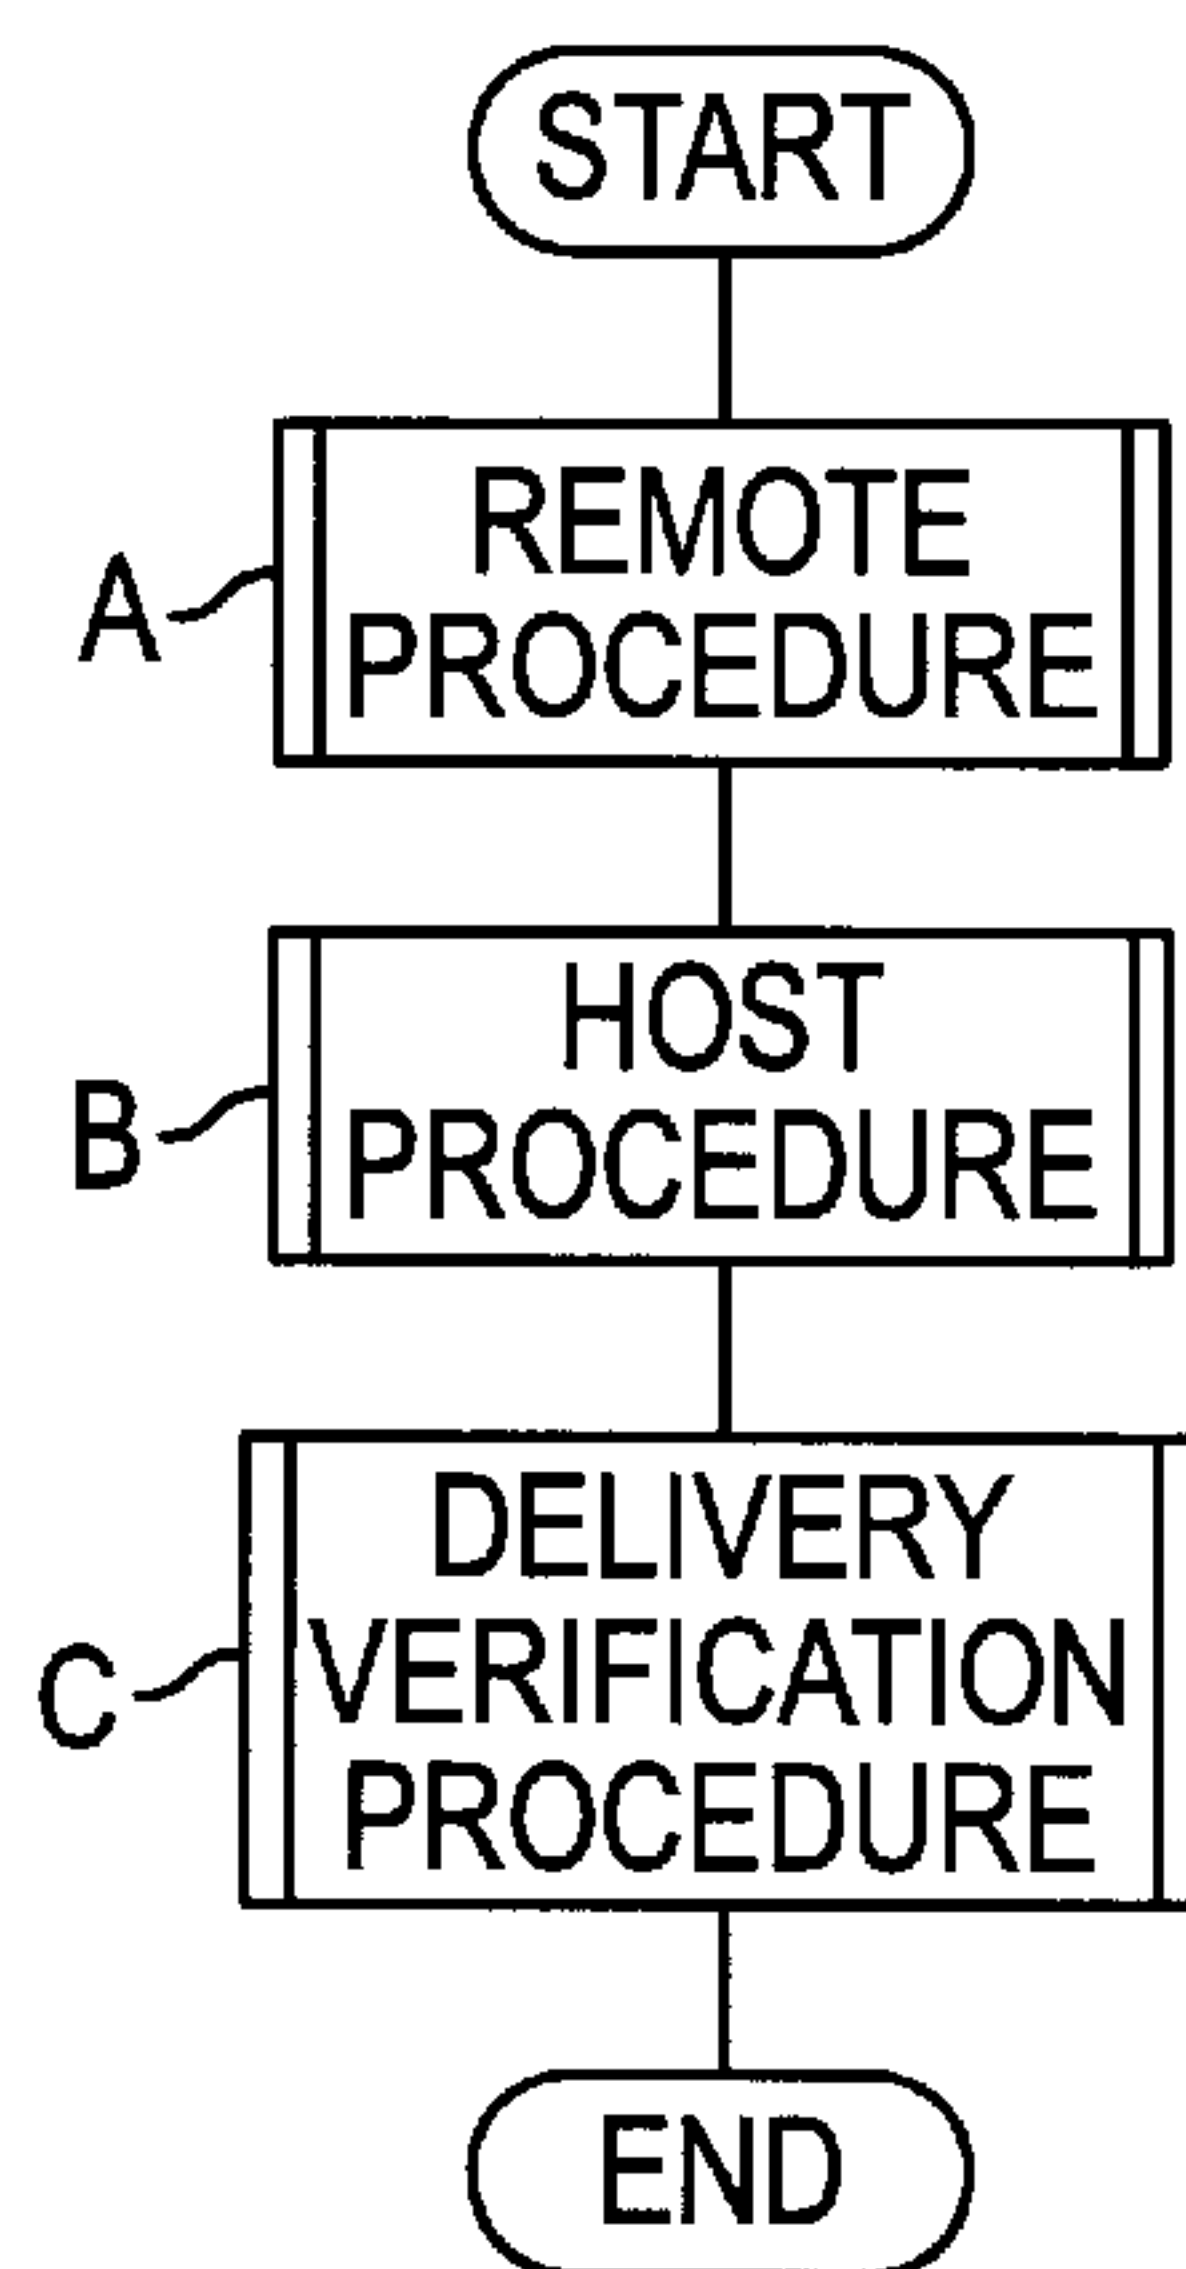 START
REMOTE
PROCEDURE
A
HOST
PROCEDURE
B
DELIVERY
VERIFICATION
PROCEDURE
C
END